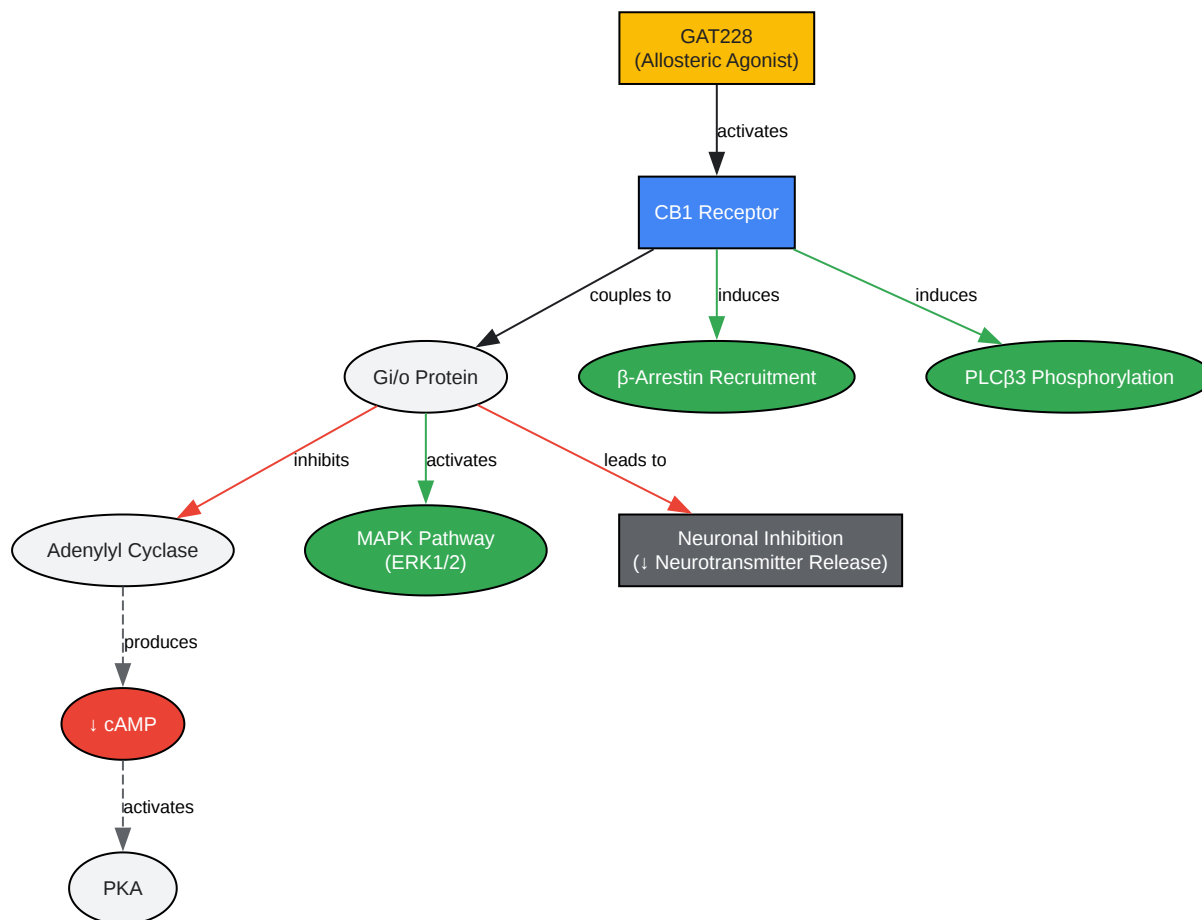 GAT228
(Allosteric Agonist)
activates
CB1 Receptor
couples to
induces
induces
Gi/o Protein
β-Arrestin Recruitment
PLCβ3 Phosphorylation
inhibits
activates
leads to
Adenylyl Cyclase
MAPK Pathway
(ERK1/2)
Neuronal Inhibition
(↓ Neurotransmitter Release)
produces
↓ cAMP
activates
PKA